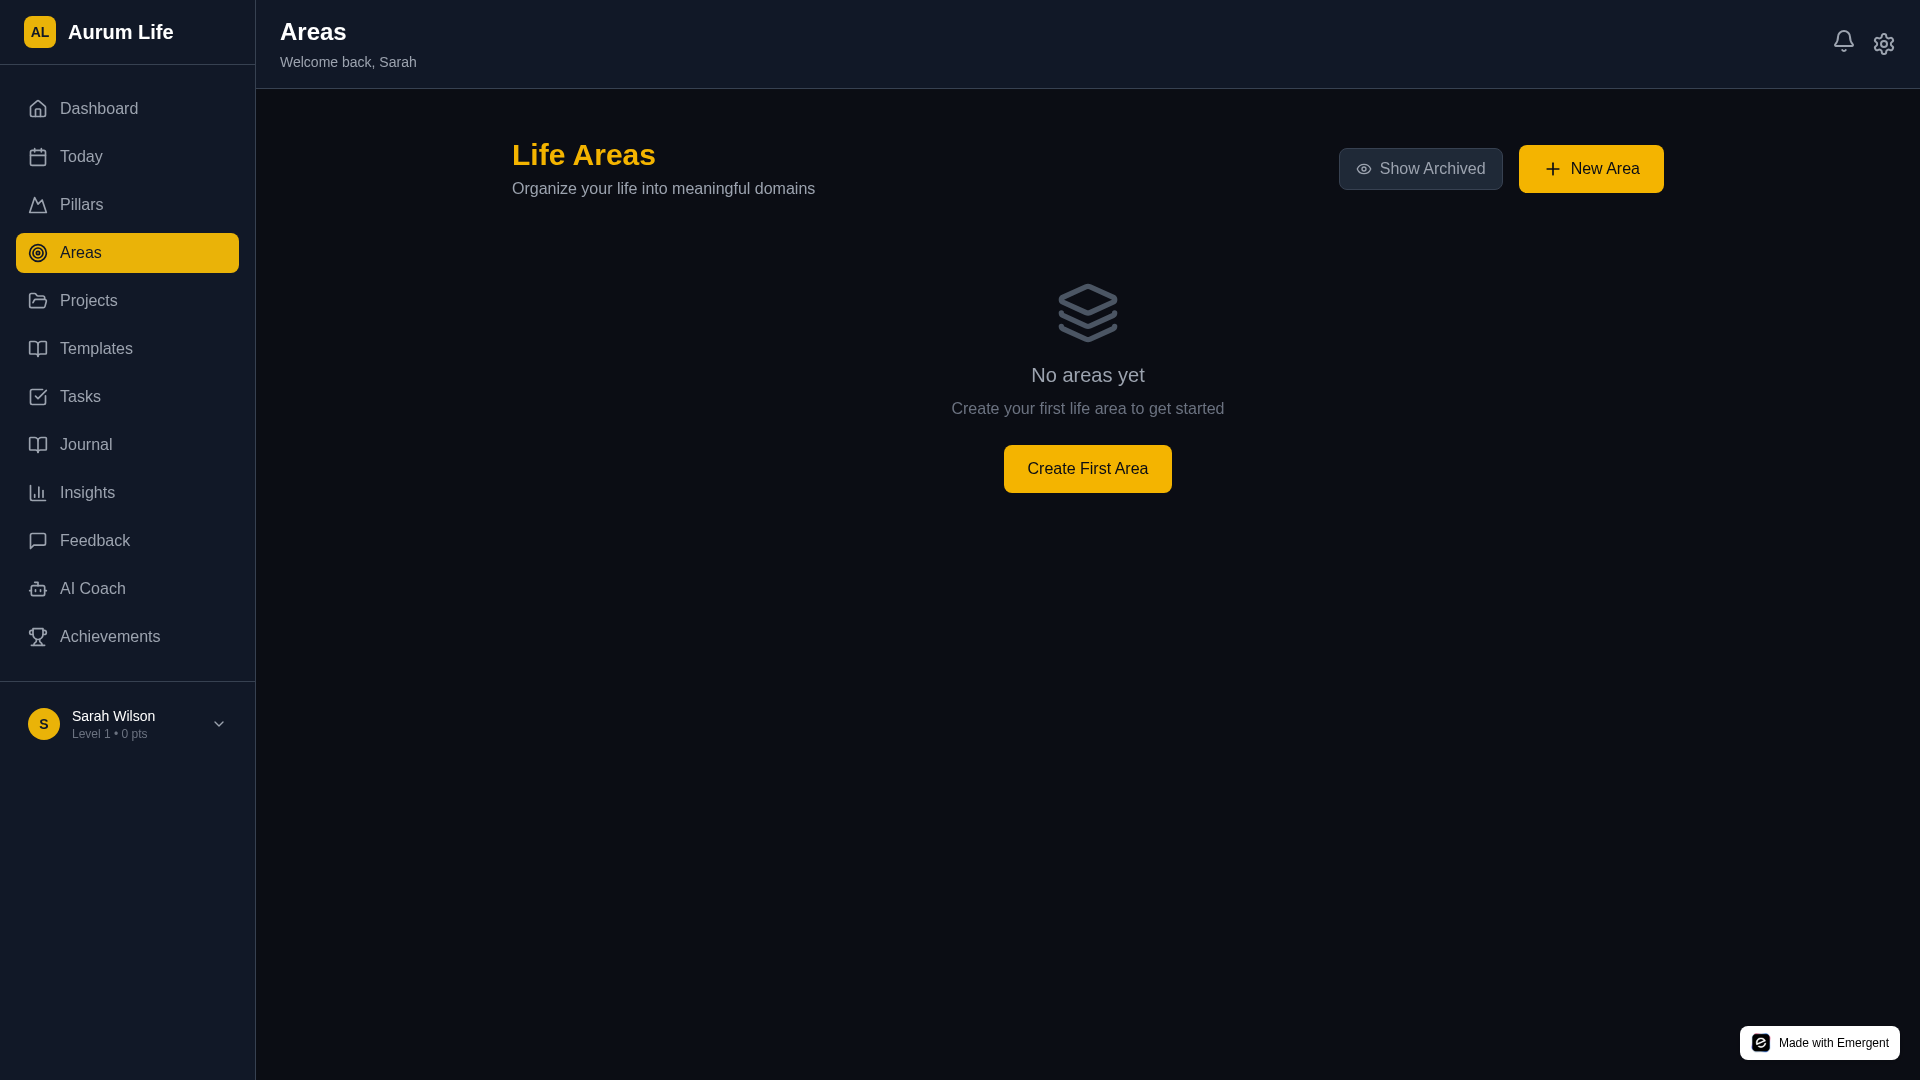 AL Aurum Life
Dashboard
Today
Pillars
Areas
Projects
Templates
Tasks
Journal
Insights
Feedback
AI Coach
Achievements
S Sarah Wilson
Level 1 • 0 pts
Areas
Welcome back, Sarah
Life Areas
Organize your life into meaningful domains
Show Archived
New Area
No areas yet
Create your first life area to get started
Create First Area
Made with Emergent